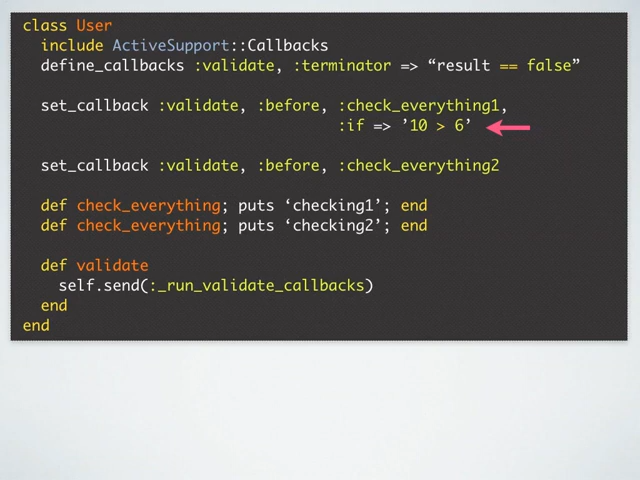 class User
include ActiveSupport::Callbacks
define_callbacks :validate, :terminator => “result == false”
set_callback :validate, :before, :check_everything1,
:if => ’10 > 6’
set_callback :validate, :before, :check_everything2
def check_everything; puts ‘checking1’; end
def check_everything; puts ‘checking2’; end
def validate
self.send(:_run_validate_callbacks)
end
end